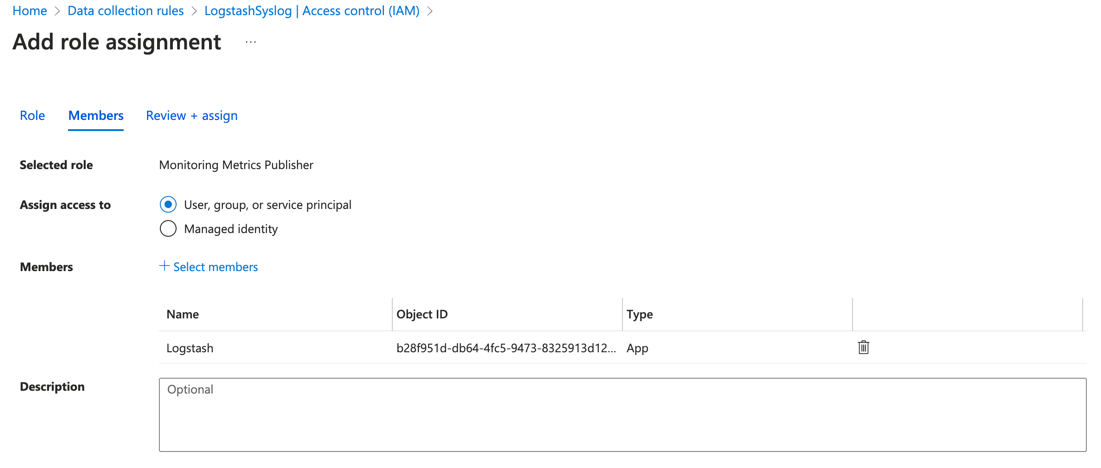 Home > Data collection rules > LogstashSyslog | Access control (IAM) >
Add role assignment ...
Role Members Review + assign
Selected role Monitoring Metrics Publisher
Assign access to User, group, or service principal
Managed identity
Members + Select members
Name Object ID Type
Logstash b28f951d-db64-4fc5-9473-8325913d12... App
Description Optional